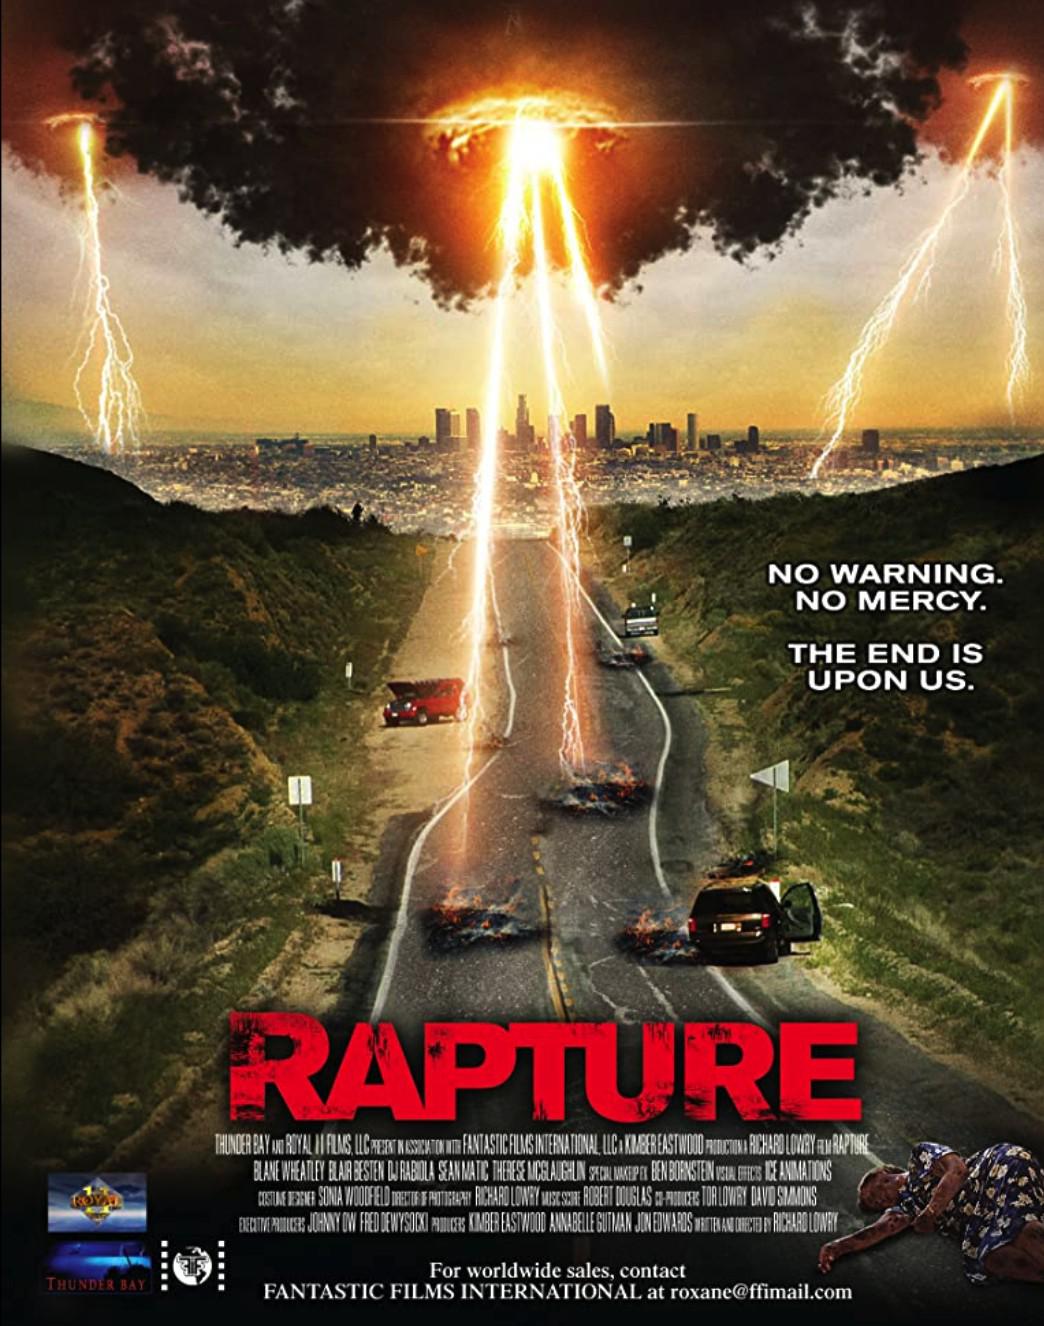 NO WARNING.
NO MERCY.
THE END IS
UPON US.
RAPTURE
THUNDER BAY AND ROYAL 11 FILMS, LLC PRESENT IN ASSOCIATION WITH FANTASTIC FILMS INTERNATIONAL, LLC A KIMBER EASTWOOD PRODUCTION A RICHARD LOWRY FILM RAPTURE
BLANE WHEATLEY BLAIR BESTEN DJ RABIOLA SEAN MATIC THERESE MCGLAUGHLIN SPECIAL MAKEUP FX BEN BORNSTEIN VISUAL EFFECTS ICE ANIMATIONS
COSTUME DESIGNER SONIA WOODFIELD DIRECTOR OF PHOTOGRAPHY RICHARD LOWRY MUSIC SCORE ROBERT DOUGLAS CO-PRODUCERS TOR LOWRY DAVID SIMMONS
EXECUTIVE PRODUCERS JOHNNY OW FRED DEWYSOCKI PRODUCERS KIMBER EASTWOOD ANNABELLE GUTMAN JON EDWARDS WRITTEN AND DIRECTED BY RICHARD LOWRY
ROYAL
THUNDER BAY
For worldwide sales, contact
FANTASTIC FILMS INTERNATIONAL at roxane@ffimail.com